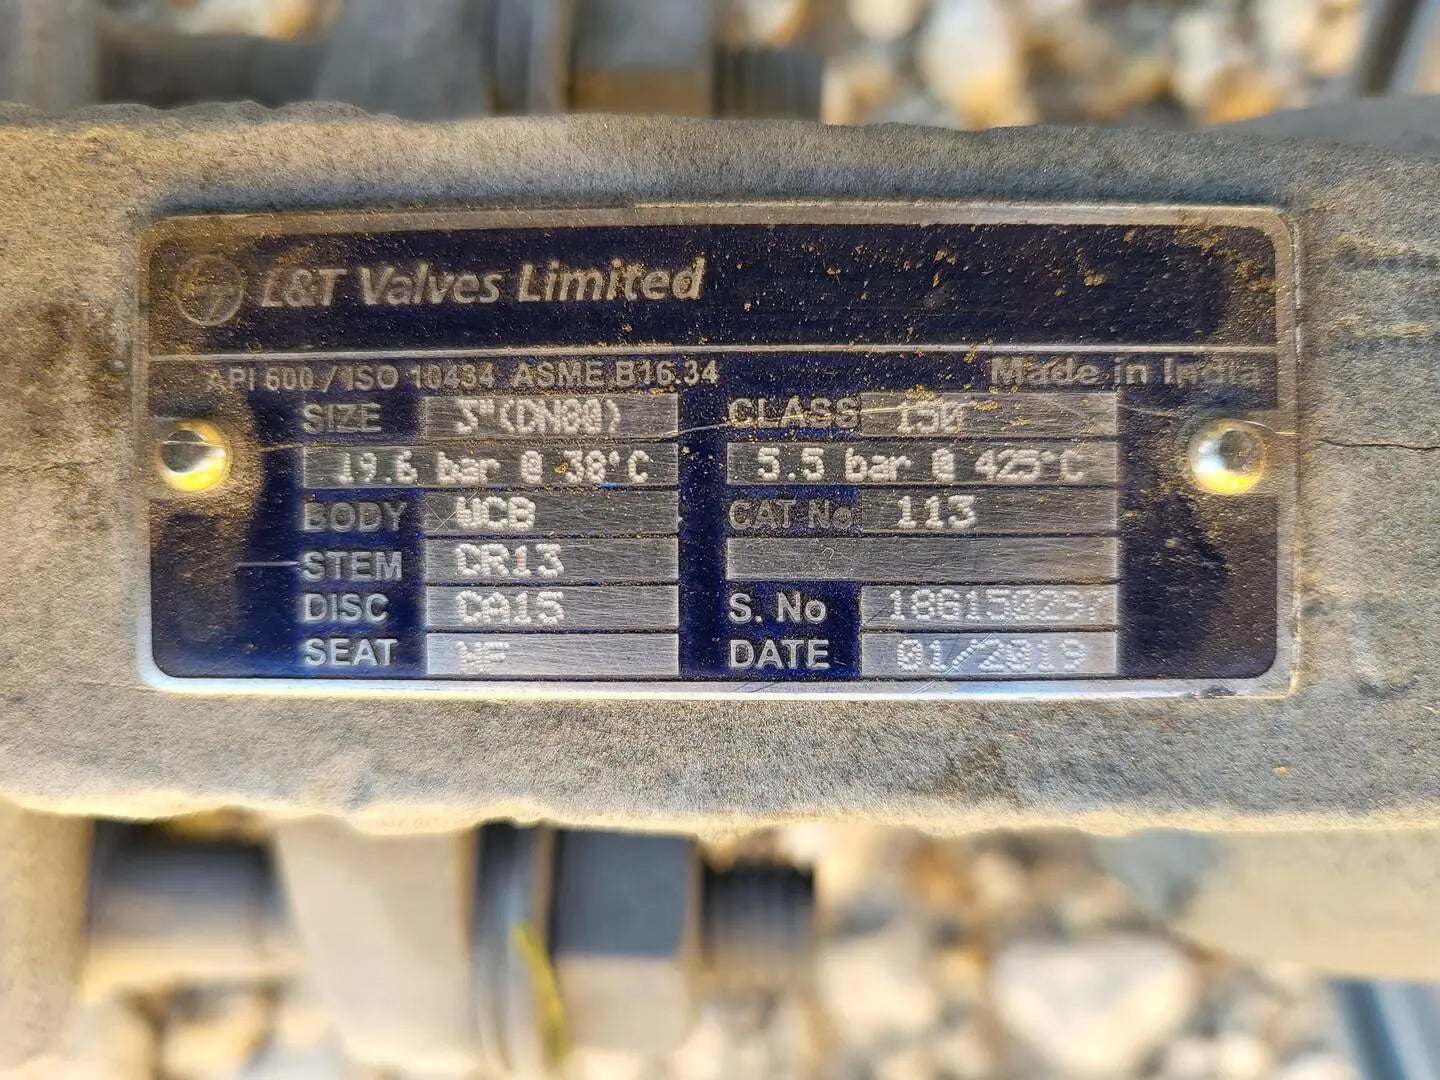 L&T Valves Limited
API 600 / ISO 10434 ASME B16.34 Made in India
SIZE 3"(DN80) CLASS 150
19.6 bar @ 38°C 5.5 bar @ 425°C
BODY WCB CAT No 113
STEM CR13
DISC CA15 S. No
SEAT HF DATE 01/2019